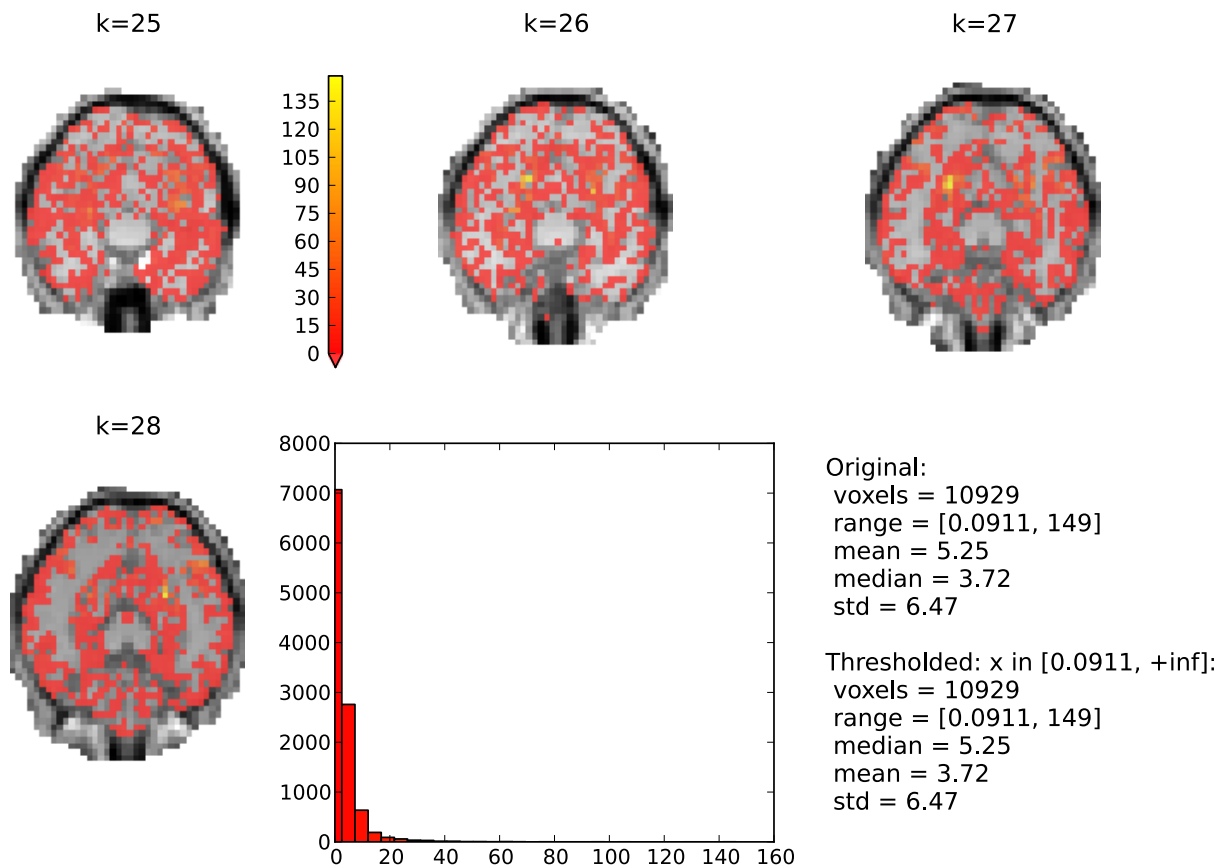 k=25
k=26
k=27
135
120
105
90
75
60
45
30
15
0
k=28
8000
7000
6000
5000
4000
3000
2000
1000
0
0 20 40 60 80 100 120 140 160
Original:
voxels = 10929
range = [0.0911, 149]
mean = 5.25
median = 3.72
std = 6.47
Thresholded: x in [0.0911, +inf]:
voxels = 10929
range = [0.0911, 149]
median = 5.25
mean = 3.72
std = 6.47